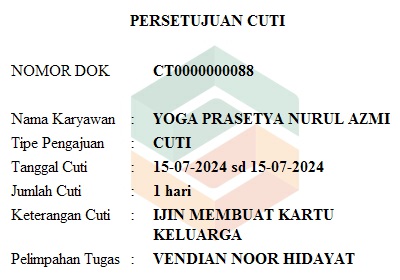 PERSETUJUAN CUTI
NOMOR DOK CT0000000088
Nama Karyawan : YOGA PRASETYA NURUL AZMI
Tipe Pengajuan : CUTI
Tanggal Cuti : 15-07-2024 sd 15-07-2024
Jumlah Cuti : 1 hari
Keterangan Cuti : IJIN MEMBUAT KARTU
KELUARGA
Pelimpahan Tugas : VENDIAN NOOR HIDAYAT